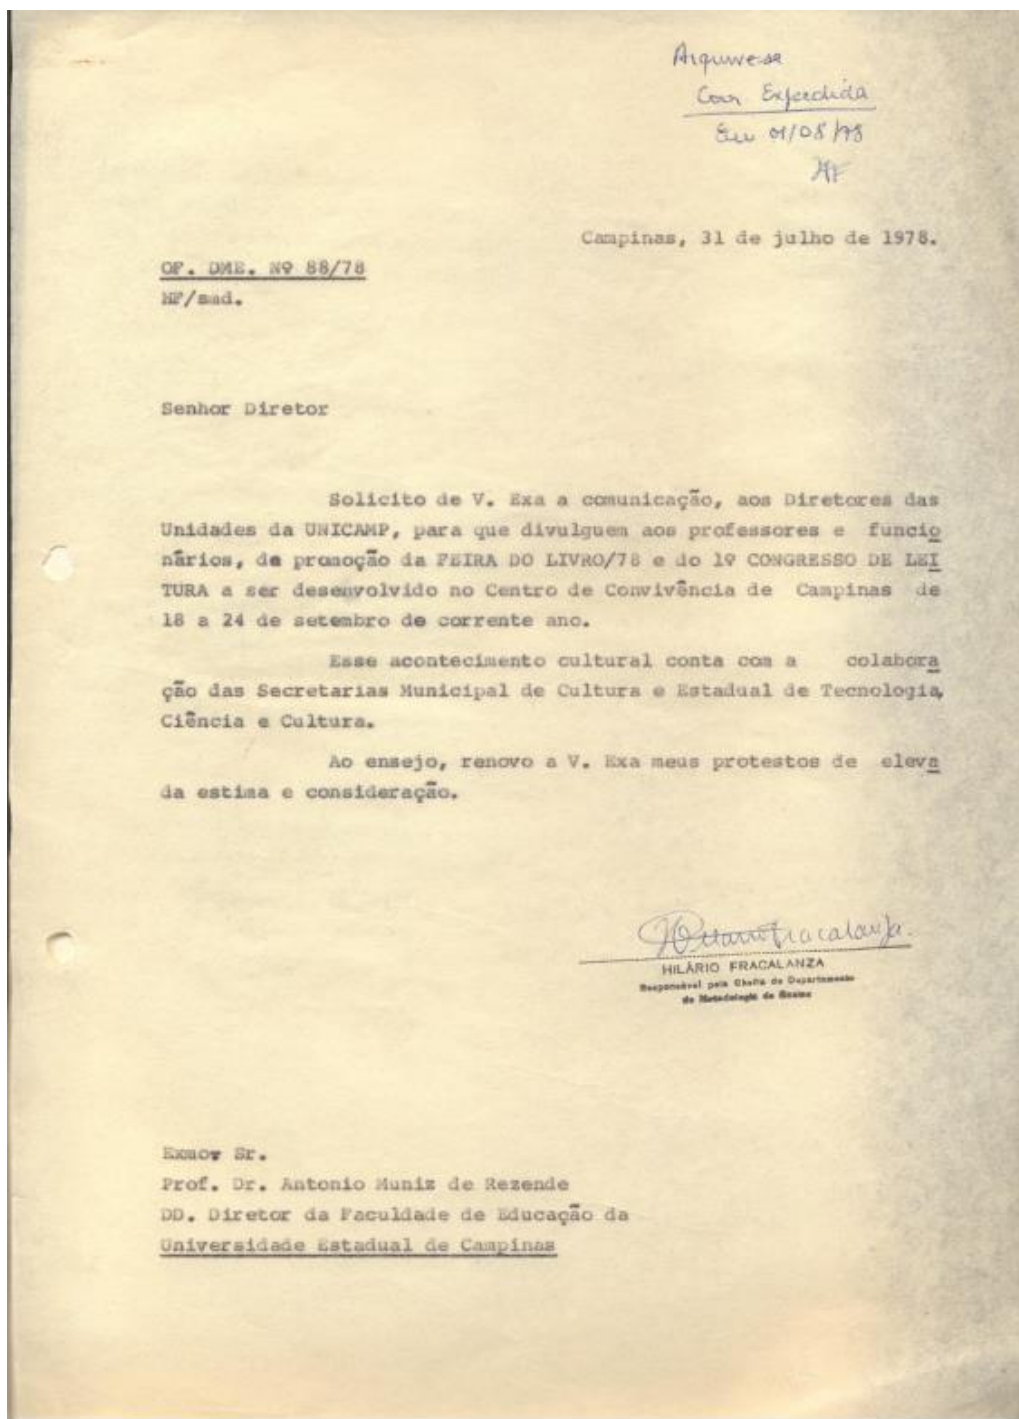 Arquive-se
Corr Expedida
Em 01/08/78
HF
Campinas, 31 de julho de 1978.
OF. DME. Nº 88/78
HF/smd.
Senhor Diretor
Solicito de V. Exa a comunicação, aos Diretores das
Unidades da UNICAMP, para que divulguem aos professores e funcio
nários, da promoção da FEIRA DO LIVRO/78 e do 1º CONGRESSO DE LEI
TURA a ser desenvolvido no Centro de Convivência de Campinas de
18 a 24 de setembro de corrente ano.
Esse acontecimento cultural conta com a colabora
ção das Secretarias Municipal de Cultura e Estadual de Tecnologia,
Ciência e Cultura.
Ao ensejo, renovo a V. Exa meus protestos de eleva
da estima e consideração.
HilárioFracalanza.
HILÁRIO FRACALANZA
Responsável pela Chefia do Departamento
de Metodologia de Ensino
Exmo. Sr.
Prof. Dr. Antonio Muniz de Rezende
DD. Diretor da Faculdade de Educação da
Universidade Estadual de Campinas